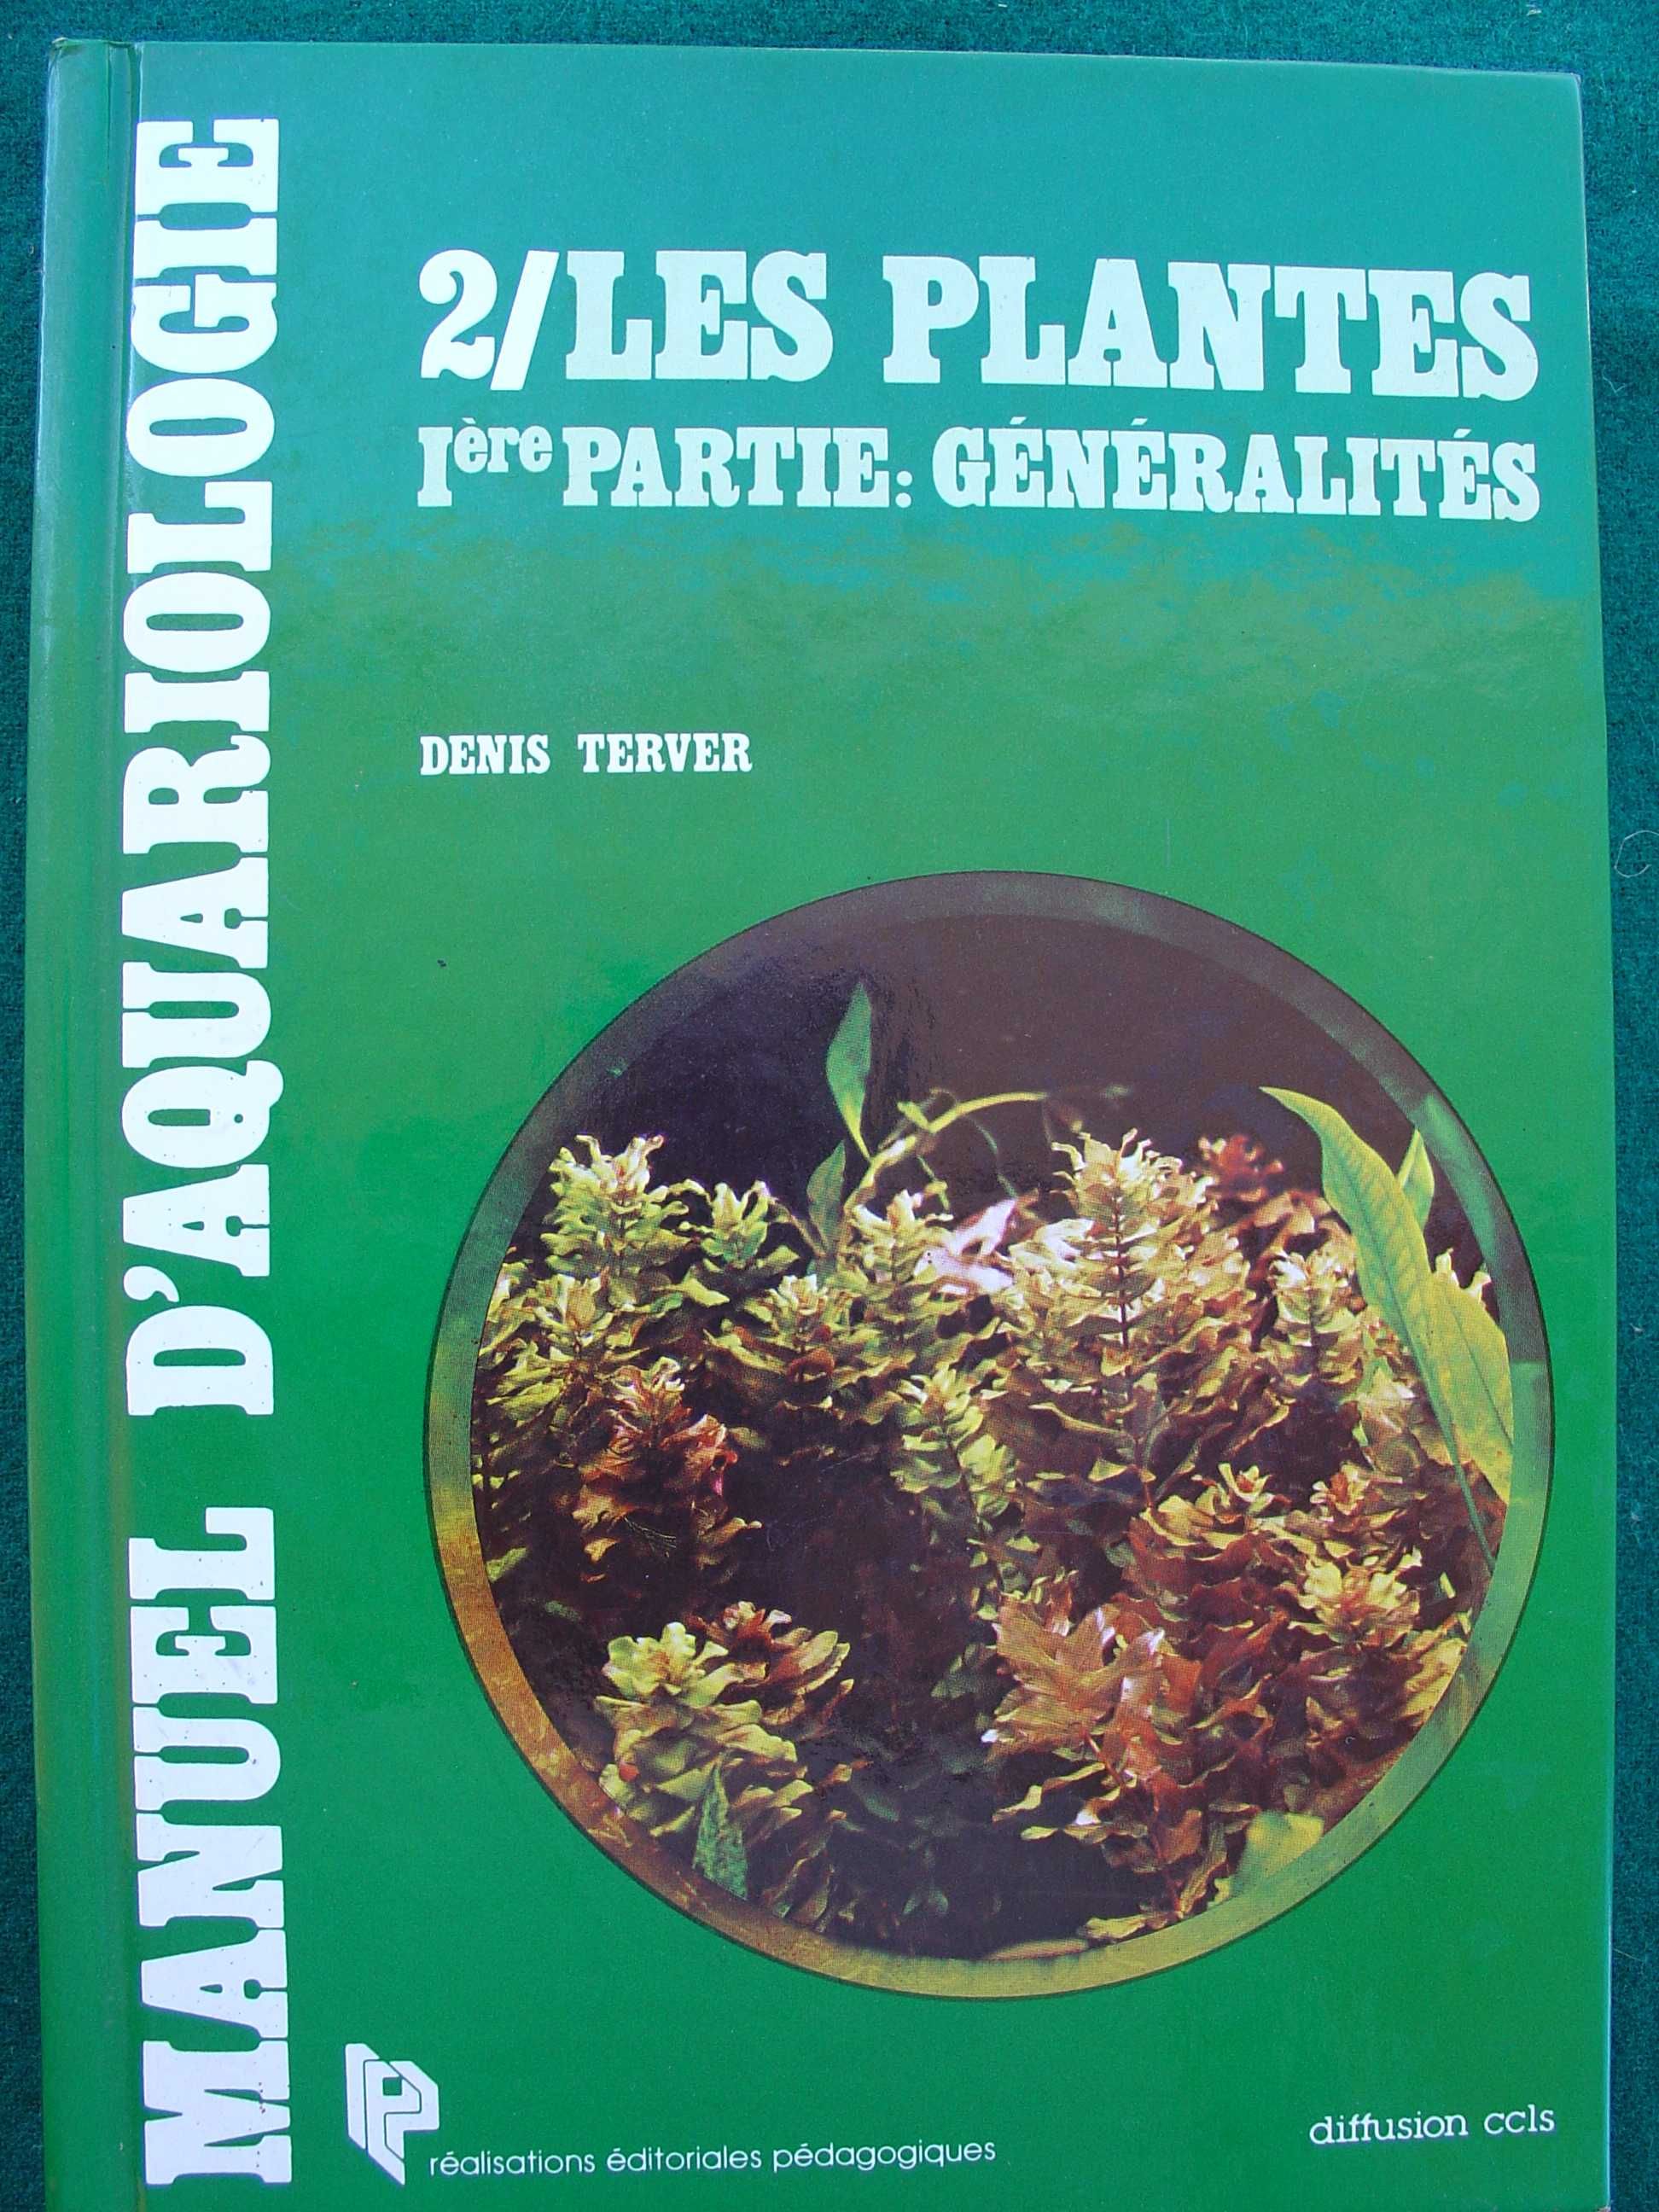 MANUEL D'AQUARIOLOGIE
2/LES PLANTES
Ière PARTIE: GÉNÉRALITÉS
DENIS TERVER
réalisations éditoriales pédagogiques
diffusion ccls